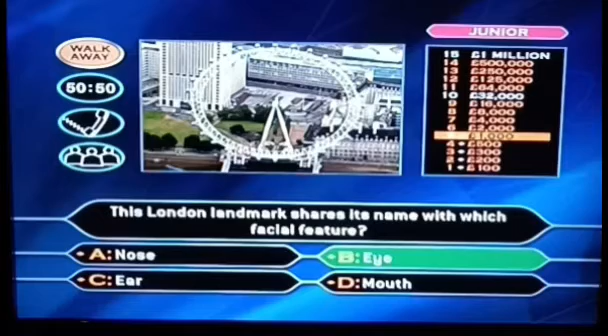 JUNIOR
WALK
AWAY
50:50
15 £1 MILLION
14 £500,000
13 £250,000
12 £125,000
11 £64,000
10 £32,000
9 £16,000
8 £8,000
7 £4,000
6 £2,000
5 £1,000
4 £500
3 £300
2 £200
1 £100
This London landmark shares its name with which
facial feature?
A: Nose
B: Eye
C: Ear
D: Mouth